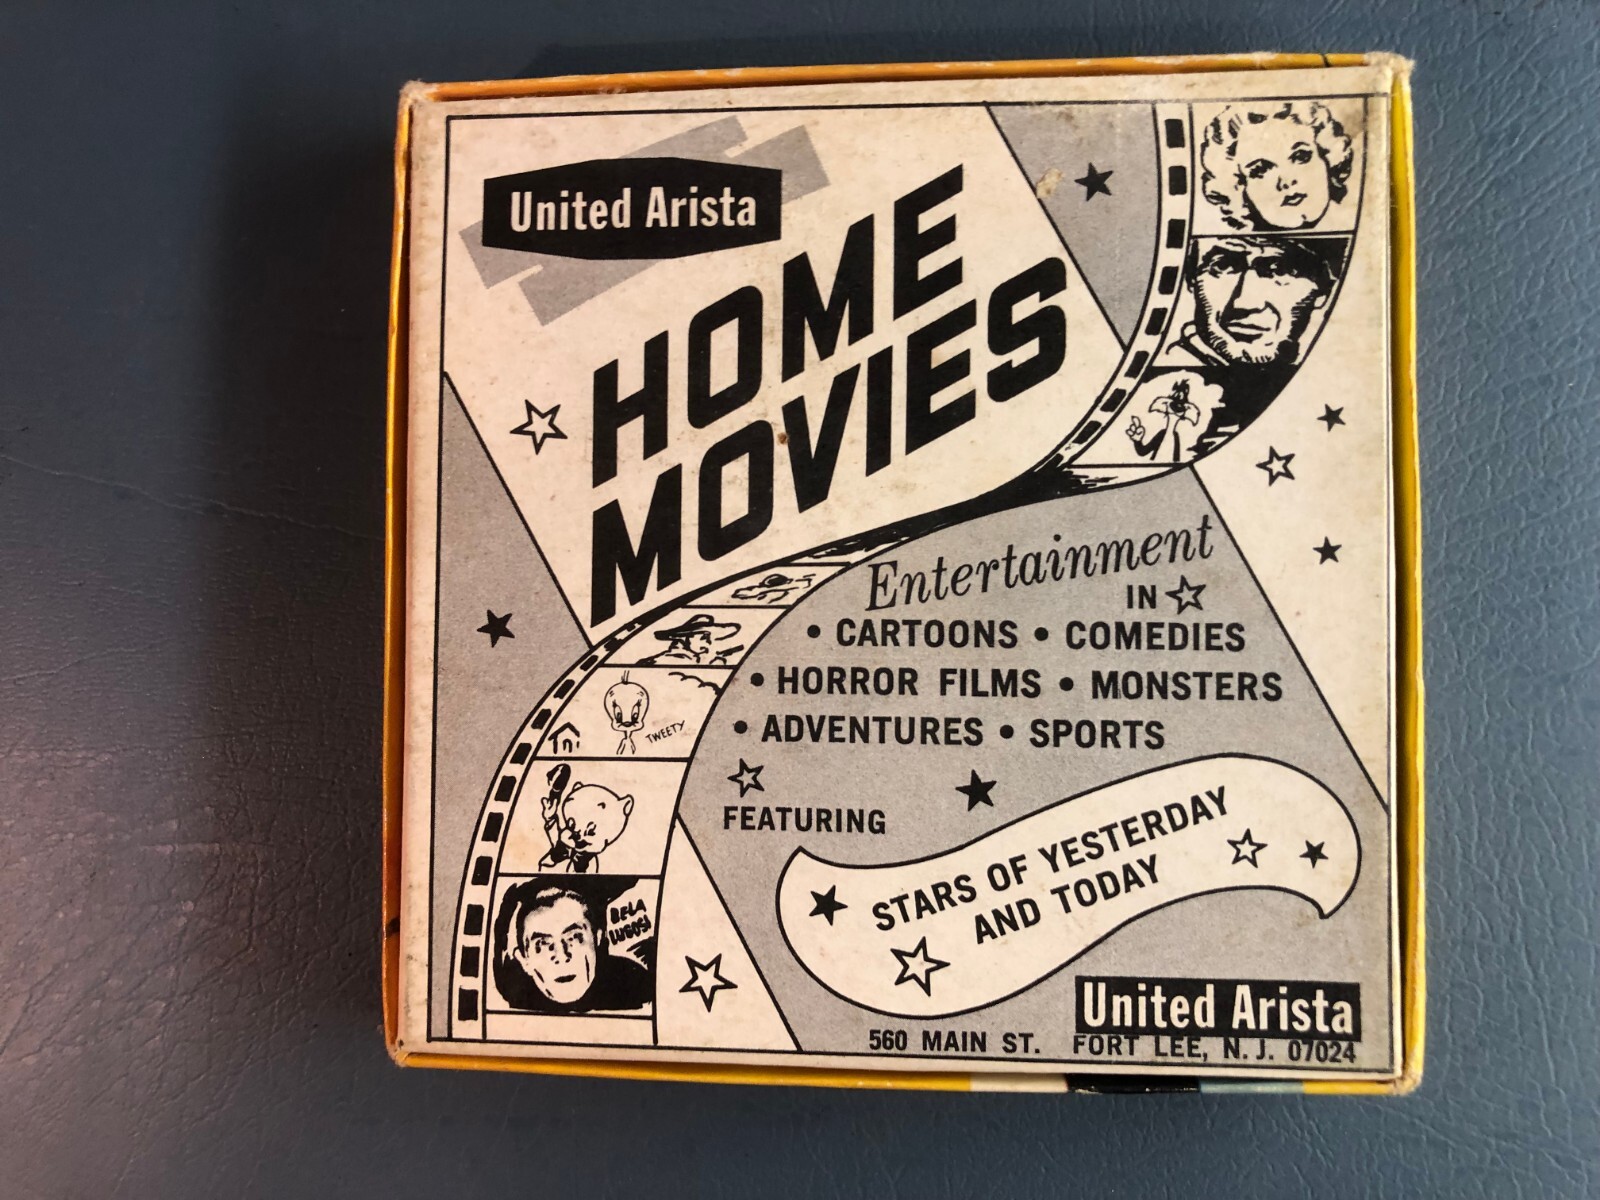 United Arista
HOME
MOVIES
Entertainment
IN
• CARTOONS • COMEDIES
• HORROR FILMS • MONSTERS
• ADVENTURES • SPORTS
TWEETY
FEATURING
STARS OF YESTERDAY
AND TODAY
BELA
LUGOSI
United Arista
560 MAIN ST. FORT LEE, N.J. 07024